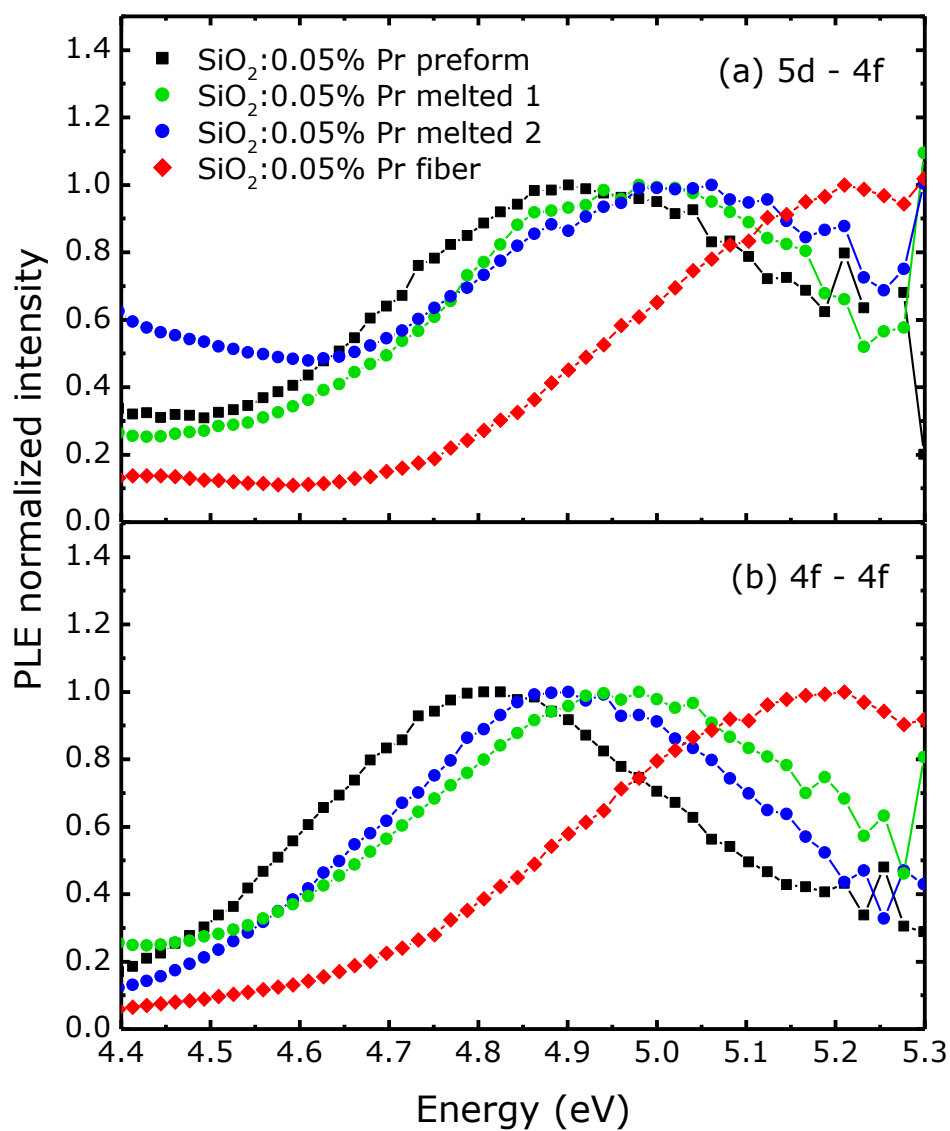 PLE normalized intensity
1.4
1.2
1.0
0.8
0.6
0.4
0.2
0.0
SiO₂:0.05% Pr preform
SiO₂:0.05% Pr melted 1
SiO₂:0.05% Pr melted 2
SiO₂:0.05% Pr fiber
(a) 5d - 4f
1.4
1.2
1.0
0.8
0.6
0.4
0.2
0.0
(b) 4f - 4f
4.4 4.5 4.6 4.7 4.8 4.9 5.0 5.1 5.2 5.3
Energy (eV)